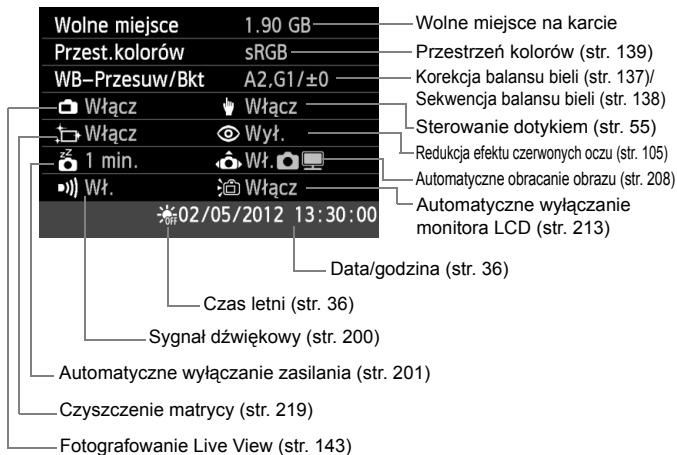 Wolne miejsce 1.90 GB
Przest.kolorów sRGB
WB–Przesuw/Bkt A2,G1/±0
Włącz Włącz
Włącz Wył.
zz 1 min. Wł.
Wł. Włącz
OFF 02/05/2012 13:30:00
Wolne miejsce na karcie
Przestrzeń kolorów (str. 139)
Korekcja balansu bieli (str. 137)/
Sekwencja balansu bieli (str. 138)
Sterowanie dotykiem (str. 55)
Redukcja efektu czerwonych oczu (str. 105)
Automatyczne obracanie obrazu (str. 208)
Automatyczne wyłączanie
monitora LCD (str. 213)
Data/godzina (str. 36)
Czas letni (str. 36)
Sygnał dźwiękowy (str. 200)
Automatyczne wyłączanie zasilania (str. 201)
Czyszczenie matrycy (str. 219)
Fotografowanie Live View (str. 143)